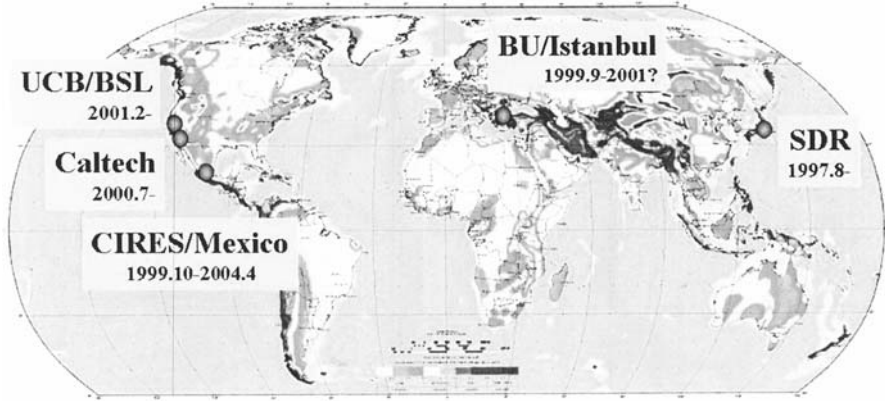 BU/Istanbul
1999.9-2001?
UCB/BSL
2001.2-
SDR
1997.8-
Caltech
2000.7-
CIRES/Mexico
1999.10-2004.4